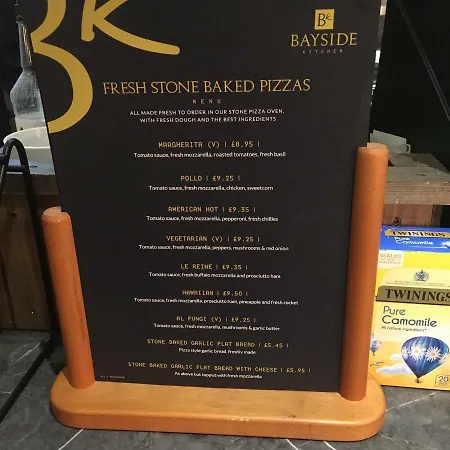 BK
BK
BAYSIDE
KITCHEN
FRESH STONE BAKED PIZZAS
MENU
ALL MADE FRESH TO ORDER IN OUR STONE PIZZA OVEN,
WITH FRESH DOUGH AND THE BEST INGREDIENTS
MARGHERITA (V) | £8.95 |
Tomato sauce, fresh mozzarella, roasted tomatoes, fresh basil
POLLO | £9.25 |
Tomato sauce, fresh mozzarella, chicken, sweetcorn
AMERICAN HOT | £9.35 |
Tomato sauce, fresh mozzarella, pepperoni, fresh chillies
VEGETARIAN (V) | £9.25 |
Tomato sauce, fresh mozzarella, peppers, mushrooms & red onion
LE REINE | £9.35 |
Tomato sauce, fresh buffalo mozzarella and prosciutto ham
HAWAIIAN | £9.50 |
Tomato sauce, fresh mozzarella, prosciutto ham, pineapple and fresh rocket
AL FUNGI (V) | £9.25 |
Tomato sauce, fresh mozzarella, mushrooms & garlic butter
STONE BAKED GARLIC FLAT BREAD | £5.45 |
Pizza style garlic bread, freshly made
STONE BAKED GARLIC FLAT BREAD WITH CHEESE | £5.95 |
As above but topped with fresh mozzarella
TWININGS
Pure
Camomile
TWININGS
Pure
Camomile
All natural ingredients*
20